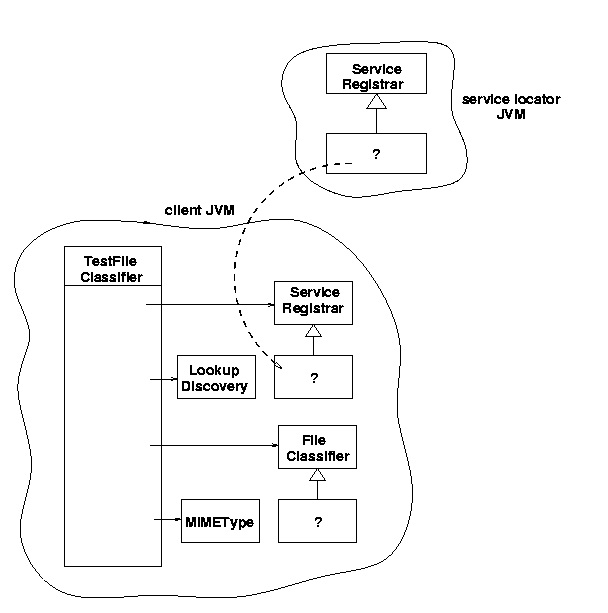 Service
Registrar
service locator
JVM
?
client JVM
TestFile
Classifier
Service
Registrar
Lookup
Discovery
?
File
Classifier
MIMEType
?